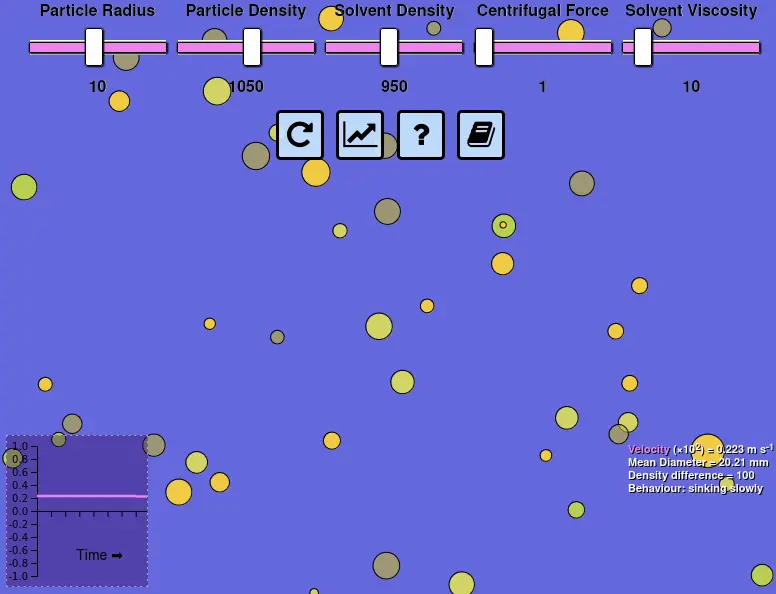 Particle Radius Particle Density Solvent Density Centrifugal Force Solvent Viscosity
10 1050 950 1 10
?
Velocity (×10²) = 0.223 m s⁻¹
Mean Diameter = 20.21 mm
Density difference = 100
Behaviour: sinking slowly
1.0
0.8
0.6
0.4
0.2
0.0
-0.2
-0.4
-0.6
-0.8
-1.0
Time ➡